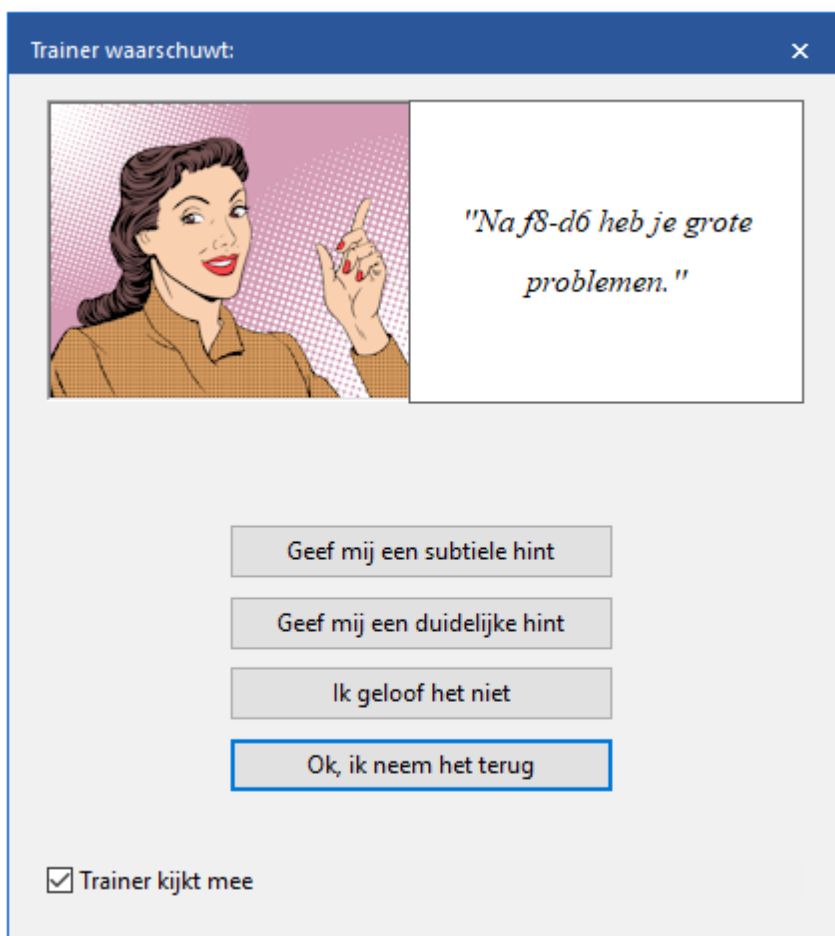 Trainer waarschuwt:
"Na f8-d6 heb je grote
problemen."
Geef mij een subtiele hint
Geef mij een duidelijke hint
Ik geloof het niet
Ok, ik neem het terug
Trainer kijkt mee